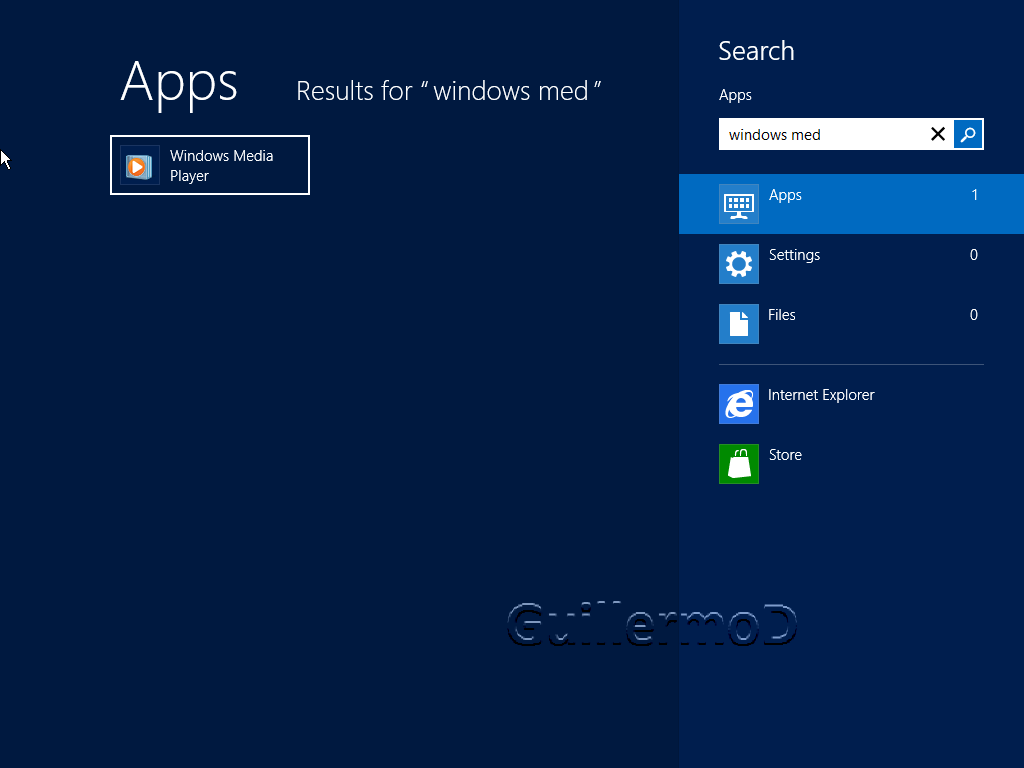 Apps
Results for “windows med”
Windows Media
Player
Search
Apps
windows med
Apps 1
Settings 0
Files 0
Internet Explorer
Store
GuillermoD